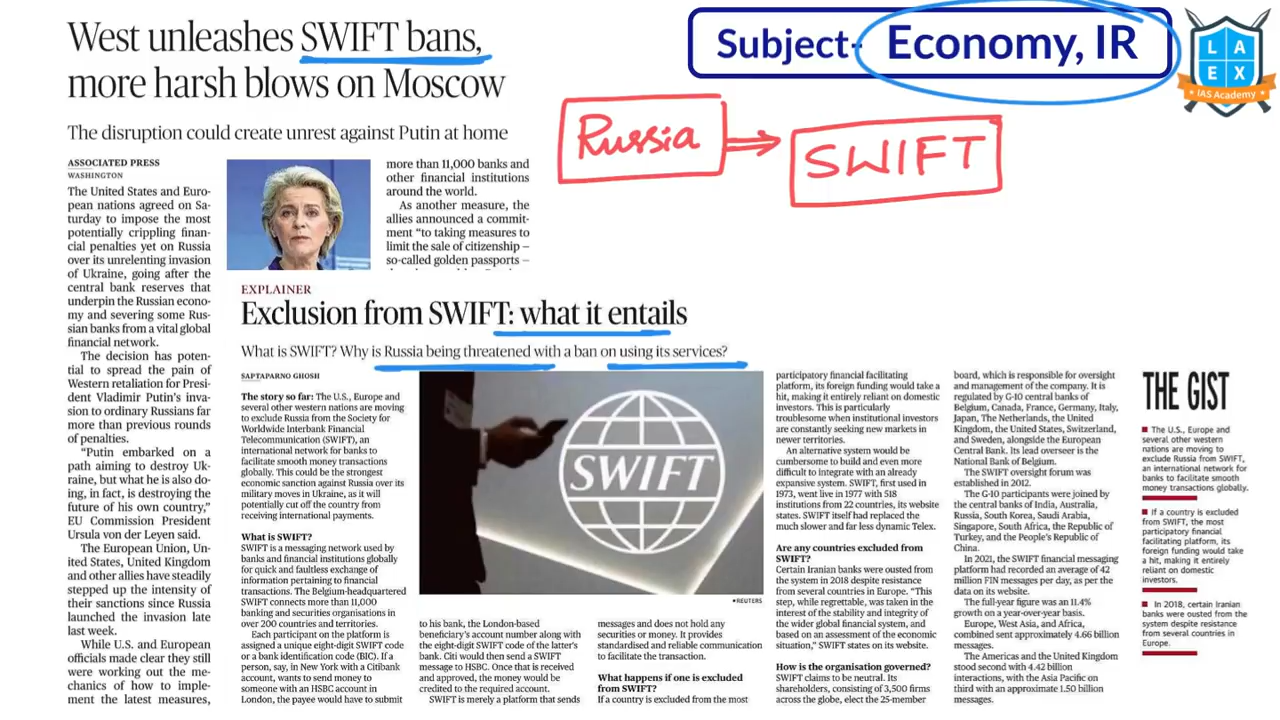 West unleashes SWIFT bans,
more harsh blows on Moscow
The disruption could create unrest against Putin at home
ASSOCIATED PRESS
WASHINGTON
The United States and Euro-
pean nations agreed on Sa-
turday to impose the most
potentially crippling finan-
cial penalties yet on Russia
over its unrelenting invasion
of Ukraine, going after the
central bank reserves that
underpin the Russian econo-
my and severing some Rus-
sian banks from a vital global
financial network.
The decision has poten-
tial to spread the pain of
Western retaliation for Presi-
dent Vladimir Putin's inva-
sion to ordinary Russians far
more than previous rounds
of penalties.
“Putin embarked on a
path aiming to destroy Uk-
raine, but what he is also do-
ing, in fact, is destroying the
future of his own country,”
EU Commission President
Ursula von der Leyen said.
The European Union, Un-
ited States, United Kingdom
and other allies have steadily
stepped up the intensity of
their sanctions since Russia
launched the invasion late
last week.
While U.S. and European
officials made clear they still
were working out the me-
chanics of how to imple-
ment the latest measures,
more than 11,000 banks and
other financial institutions
around the world.
As another measure, the
allies announced a commit-
ment “to taking measures to
limit the sale of citizenship –
so-called golden passports –
Subject- Economy, IR
LAEX
IAS Academy
Russia ⇒ SWIFT
EXPLAINER
Exclusion from SWIFT: what it entails
What is SWIFT? Why is Russia being threatened with a ban on using its services?
SAPTAPARNO GHOSH
The story so far: The U.S., Europe and
several other western nations are moving
to exclude Russia from the Society for
Worldwide Interbank Financial
Telecommunication (SWIFT), an
international network for banks to
facilitate smooth money transactions
globally. This could be the strongest
economic sanction against Russia over its
military moves in Ukraine, as it will
potentially cut off the country from
receiving international payments.
What is SWIFT?
SWIFT is a messaging network used by
banks and financial institutions globally
for quick and faultless exchange of
information pertaining to financial
transactions. The Belgium-headquartered
SWIFT connects more than 11,000
banking and securities organisations in
over 200 countries and territories.
Each participant on the platform is
assigned a unique eight-digit SWIFT code
or a bank identification code (BIC). If a
person, say, in New York with a Citibank
account, wants to send money to
someone with an HSBC account in
London, the payee would have to submit
SWIFT
REUTERS
to his bank, the London-based
beneficiary's account number along with
the eight-digit SWIFT code of the latter's
bank. Citi would then send a SWIFT
message to HSBC. Once that is received
and approved, the money would be
credited to the required account.
SWIFT is merely a platform that sends
messages and does not hold any
securities or money. It provides
standardised and reliable communication
to facilitate the transaction.
What happens if one is excluded
from SWIFT?
If a country is excluded from the most
participatory financial facilitating
platform, its foreign funding would take a
hit, making it entirely reliant on domestic
investors. This is particularly
troublesome when institutional investors
are constantly seeking new markets in
newer territories.
An alternative system would be
cumbersome to build and even more
difficult to integrate with an already
expansive system. SWIFT, first used in
1973, went live in 1977 with 518
institutions from 22 countries, its website
states. SWIFT itself had replaced the
much slower and far less dynamic Telex.
Are any countries excluded from
SWIFT?
Certain Iranian banks were ousted from
the system in 2018 despite resistance
from several countries in Europe. “This
step, while regrettable, was taken in the
interest of the stability and integrity of
the wider global financial system, and
based on an assessment of the economic
situation,” SWIFT states on its website.
How is the organisation governed?
SWIFT claims to be neutral. Its
shareholders, consisting of 3,500 firms
across the globe, elect the 25-member
board, which is responsible for oversight
and management of the company. It is
regulated by G-10 central banks of
Belgium, Canada, France, Germany, Italy,
Japan, The Netherlands, the United
Kingdom, the United States, Switzerland,
and Sweden, alongside the European
Central Bank. Its lead overseer is the
National Bank of Belgium.
The SWIFT oversight forum was
established in 2012.
The G-10 participants were joined by
the central banks of India, Australia,
Russia, South Korea, Saudi Arabia,
Singapore, South Africa, the Republic of
Turkey, and the People's Republic of
China.
In 2021, the SWIFT financial messaging
platform had recorded an average of 42
million FIN messages per day, as per the
data on its website.
The full-year figure was an 11.4%
growth on a year-over-year basis.
Europe, West Asia, and Africa,
combined sent approximately 4.66 billion
messages.
The Americas and the United Kingdom
stood second with 4.42 billion
interactions, with the Asia Pacific on
third with an approximate 1.50 billion
messages.
THE GIST
The U.S., Europe and
several other western
nations are moving to
exclude Russia from SWIFT,
an international network for
banks to facilitate smooth
money transactions globally.
If a country is excluded
from SWIFT, the most
participatory financial
facilitating platform, its
foreign funding would take
a hit, making it entirely
reliant on domestic
investors.
In 2018, certain Iranian
banks were ousted from the
system despite resistance
from several countries in
Europe.